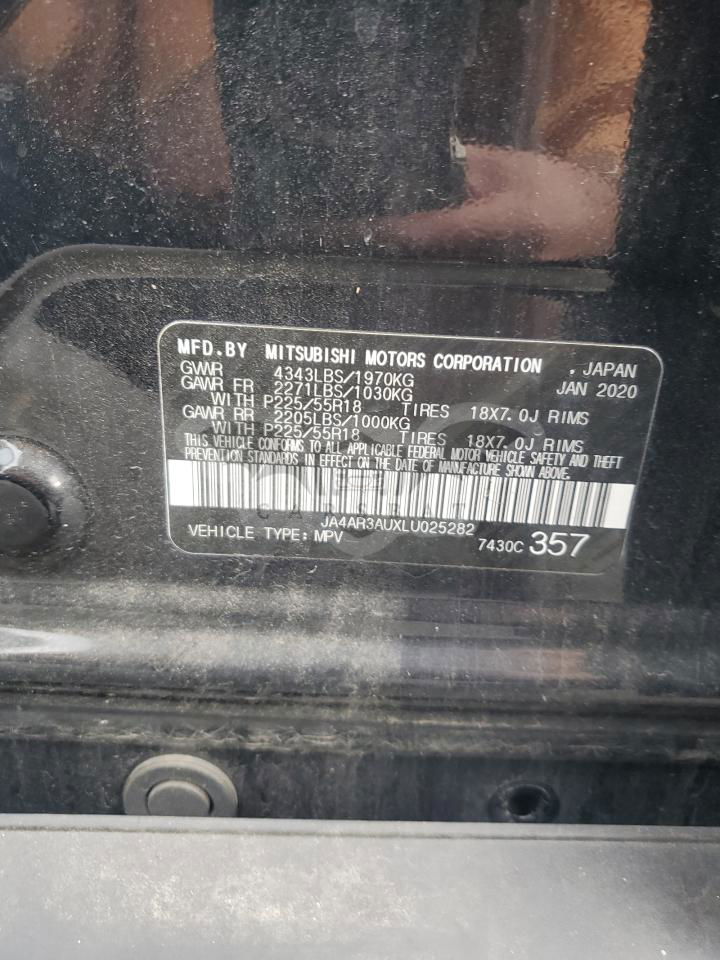 MFD.BY MITSUBISHI MOTORS CORPORATION . JAPAN
GVWR 4343LBS/1970KG JAN 2020
GAWR FR 2271LBS/1030KG
WITH P225/55R18 TIRES 18X7.0J RIMS
GAWR RR 2205LBS/1000KG
WITH P225/55R18 TIRES 18X7.0J RIMS
THIS VEHICLE CONFORMS TO ALL APPLICABLE FEDERAL MOTOR VEHICLE SAFETY AND THEFT
PREVENTION STANDARDS IN EFFECT ON THE DATE OF MANUFACTURE SHOWN ABOVE.
JA4AR3AUXLU025282
VEHICLE TYPE:MPV 7430C 357